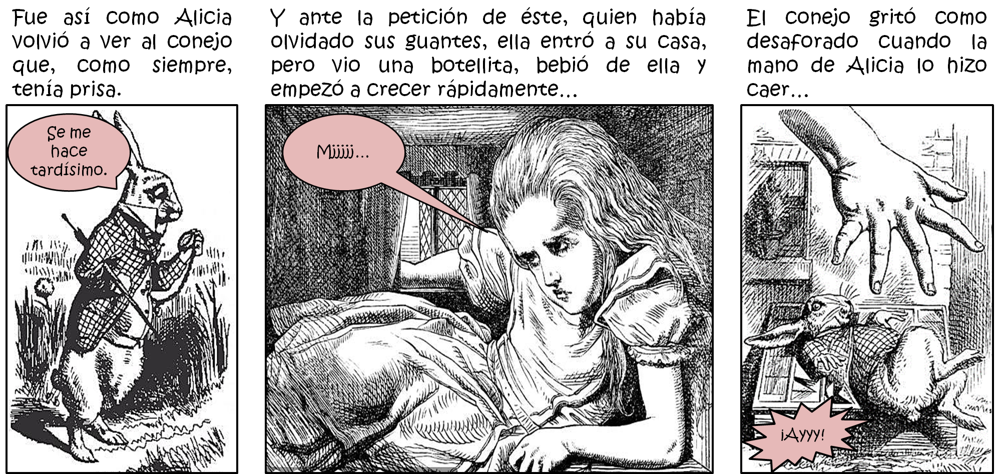 Fue así como Alicia
volvió a ver al conejo
que, como siempre,
tenía prisa.
Se me
hace
tardísimo.
Y ante la petición de éste, quien había
olvidado sus guantes, ella entró a su casa,
pero vio una botellita, bebió de ella y
empezó a crecer rápidamente...
Mjjjjj...
El conejo gritó como
desaforado cuando la
mano de Alicia lo hizo
caer...
¡Ayyy!